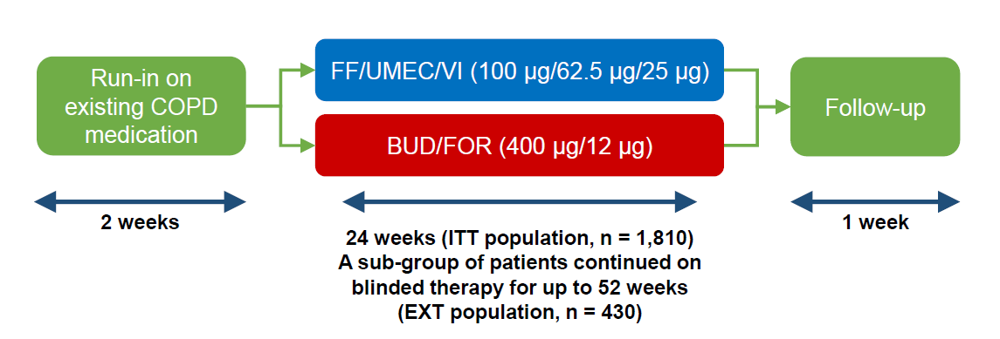 Run-in on
existing COPD
medication
FF/UMEC/VI (100 µg/62.5 µg/25 µg)
BUD/FOR (400 µg/12 µg)
Follow-up
2 weeks
24 weeks (ITT population, n = 1,810)
A sub-group of patients continued on
blinded therapy for up to 52 weeks
(EXT population, n = 430)
1 week